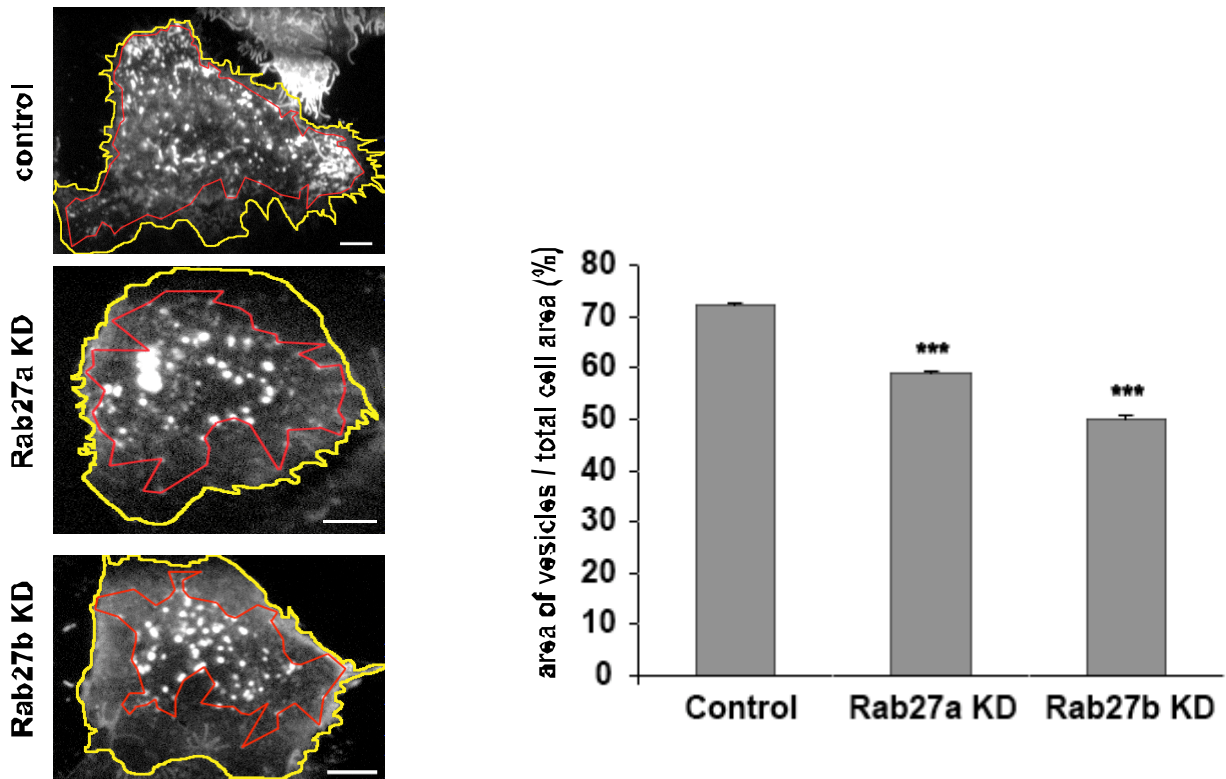 control
Rab27a KD
Rab27b KD
area of vesicles / total cell area (%)
80
70
60
50
40
30
20
10
0
***
***
Control
Rab27a KD
Rab27b KD